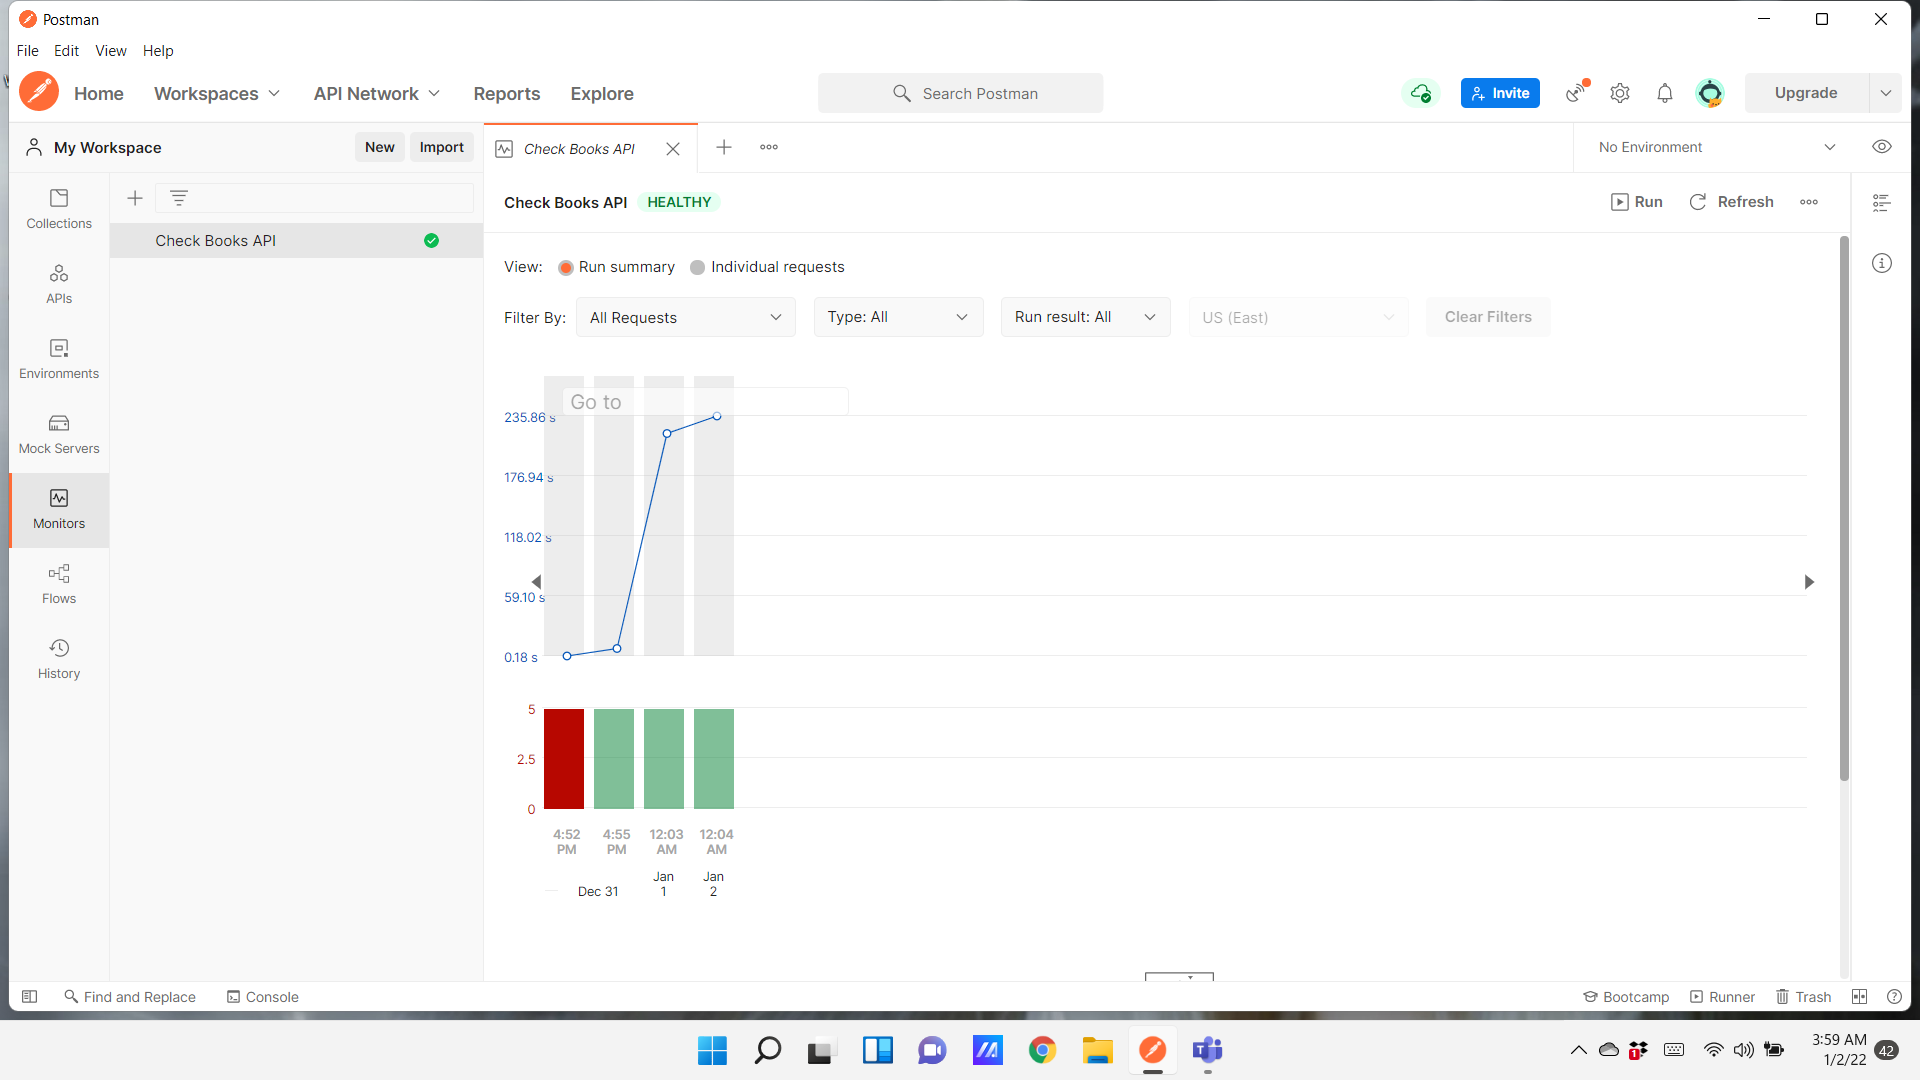 Postman
File Edit View Help
Home Workspaces API Network Reports Explore Search Postman Invite Upgrade
My Workspace New Import Check Books API No Environment
Collections
APIs
Environments
Mock Servers
Monitors
Flows
History
Check Books API
Check Books API HEALTHY Run Refresh
View: Run summary Individual requests
Filter By: All Requests Type: All Run result: All US (East) Clear Filters
Go to
235.86 s
176.94 s
118.02 s
59.10 s
0.18 s
5
2.5
0
4:52 PM 4:55 PM 12:03 AM 12:04 AM
Dec 31 Jan 1 Jan 2
Find and Replace Console Bootcamp Runner Trash
1
3:59 AM
1/2/22
42